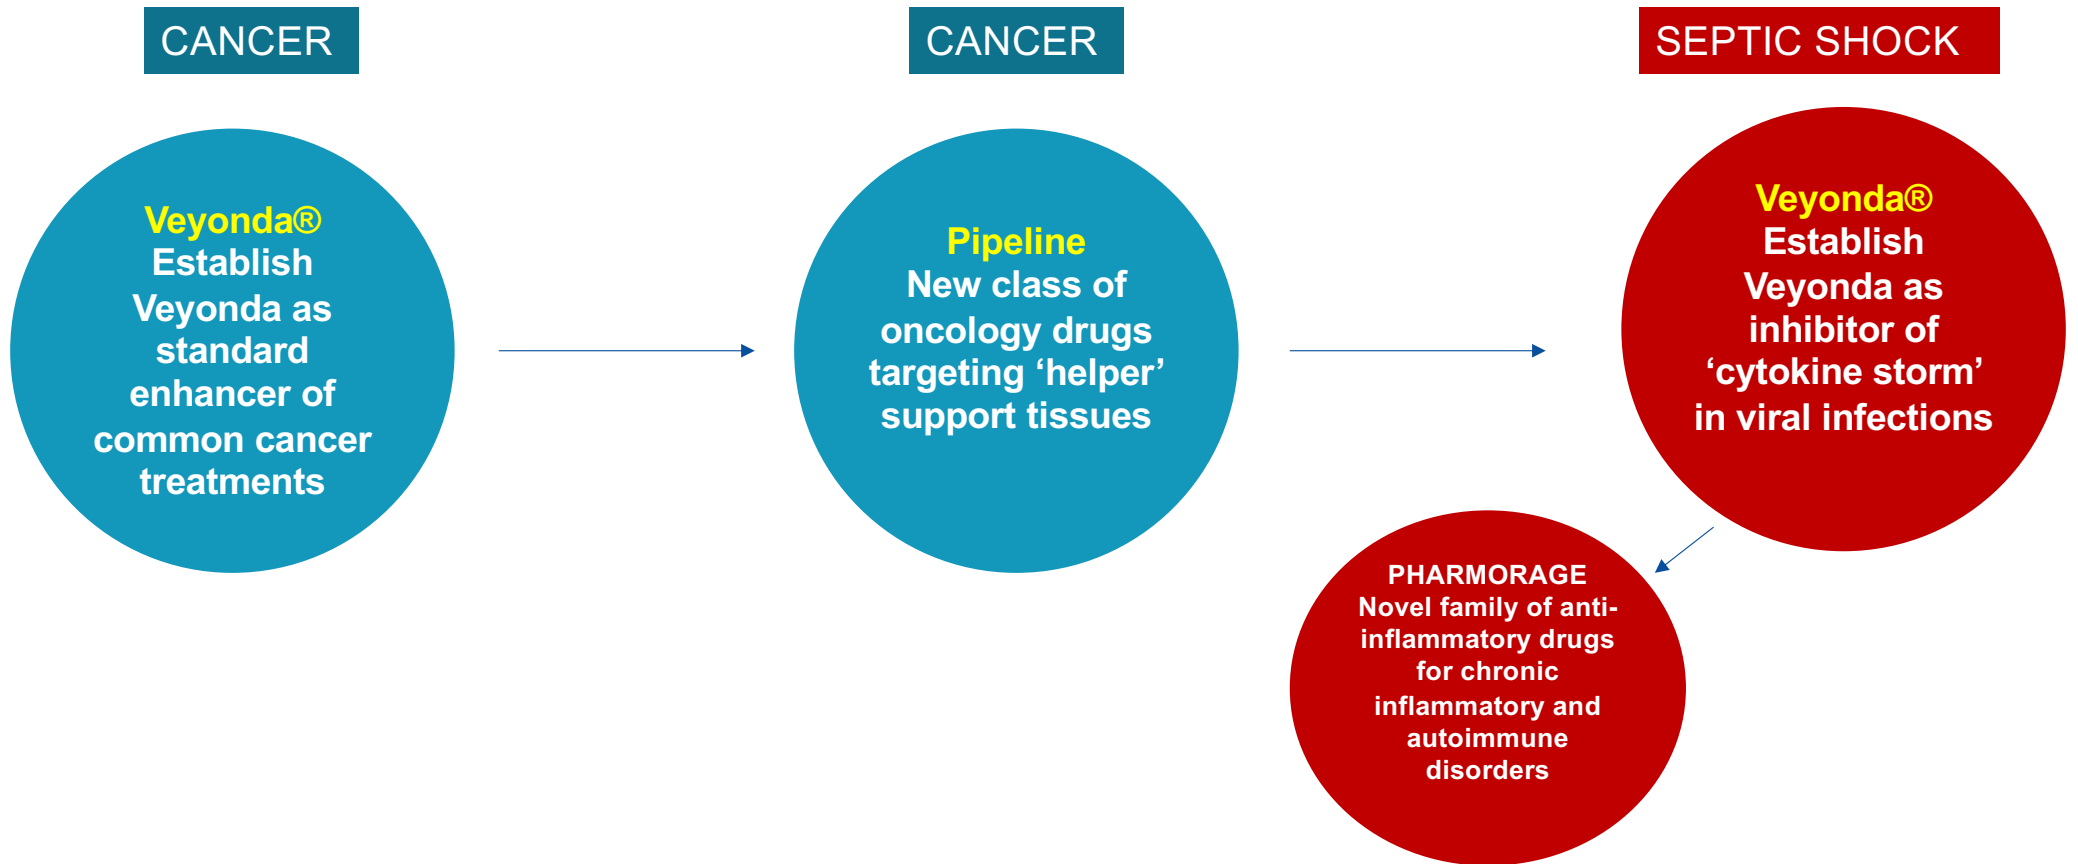 CANCER
Veyonda®
Establish
Veyonda as
standard
enhancer of
common cancer
treatments
CANCER
Pipeline
New class of
oncology drugs
targeting ‘helper’
support tissues
SEPTIC SHOCK
Veyonda®
Establish
Veyonda as
inhibitor of
‘cytokine storm’
in viral infections
PHARMORAGE
Novel family of anti-
inflammatory drugs
for chronic
inflammatory and
autoimmune
disorders